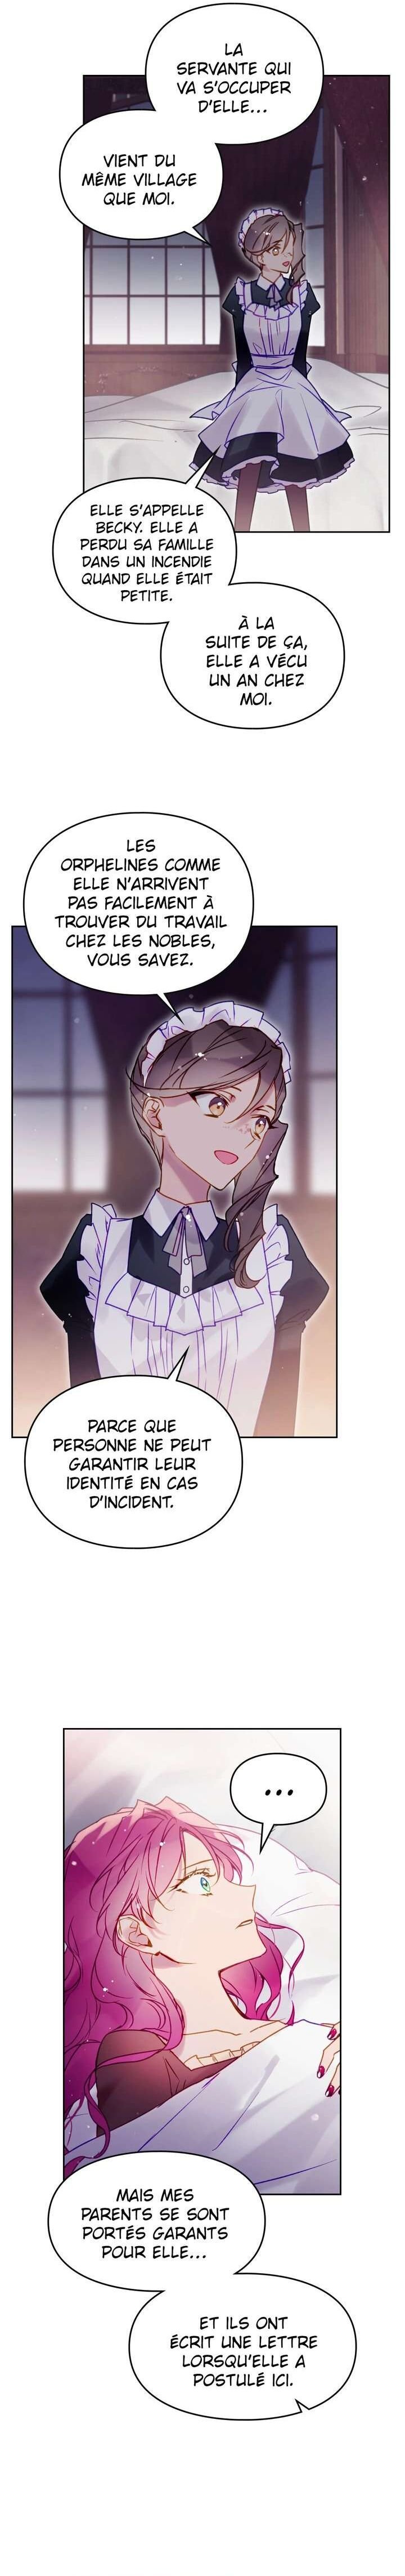 LA
SERVANTE QUI
VA S'OCCUPER
D'ELLE...
VIENT DU
MÊME VILLAGE
QUE MOI.
ELLE S'APPELLE
BECKY. ELLE A
PERDU SA FAMILLE
DANS UN INCENDIE
QUAND ELLE ÉTAIT
PETITE.
À LA
SUITE DE ÇA,
ELLE A VÉCU
UN AN CHEZ
MOI.
LES
ORPHELINES COMME
ELLE N'ARRIVENT
PAS FACILEMENT À
TROUVER DU TRAVAIL
CHEZ LES NOBLES,
VOUS SAVEZ.
PARCE QUE
PERSONNE NE PEUT
GARANTIR LEUR
IDENTITÉ EN CAS
D'INCIDENT.
...
MAIS MES
PARENTS SE SONT
PORTÉS GARANTS
POUR ELLE...
ET ILS ONT
ÉCRIT UNE LETTRE
LORSQU'ELLE A
POSTULÉ ICI.